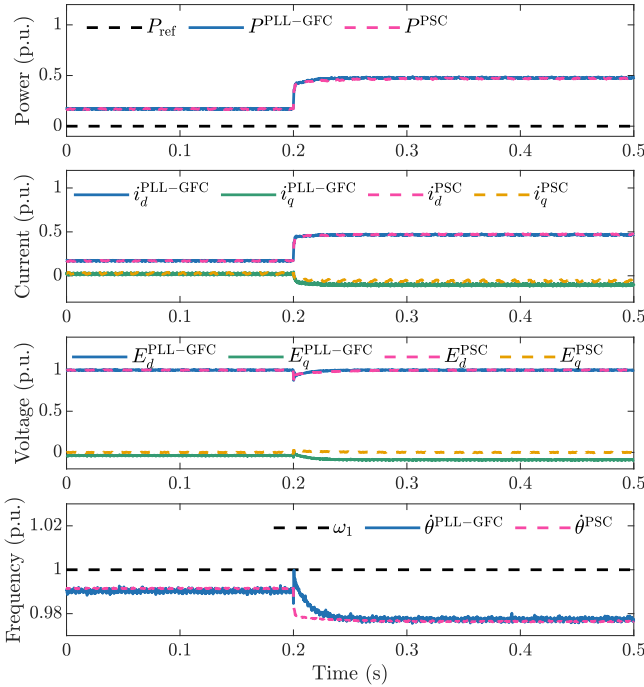 P_ref P^PLL−GFC P^PSC
Power (p.u.)
1
0.5
0
0 0.1 0.2 0.3 0.4 0.5
i_d^PLL−GFC i_q^PLL−GFC i_d^PSC i_q^PSC
Current (p.u.)
1
0.5
0
0 0.1 0.2 0.3 0.4 0.5
E_d^PLL−GFC E_q^PLL−GFC E_d^PSC E_q^PSC
Voltage (p.u.)
1
0.5
0
0 0.1 0.2 0.3 0.4 0.5
ω_1 θ̇^PLL−GFC θ̇^PSC
Frequency (p.u.)
1.02
1
0.98
0 0.1 0.2 0.3 0.4 0.5
Time (s)